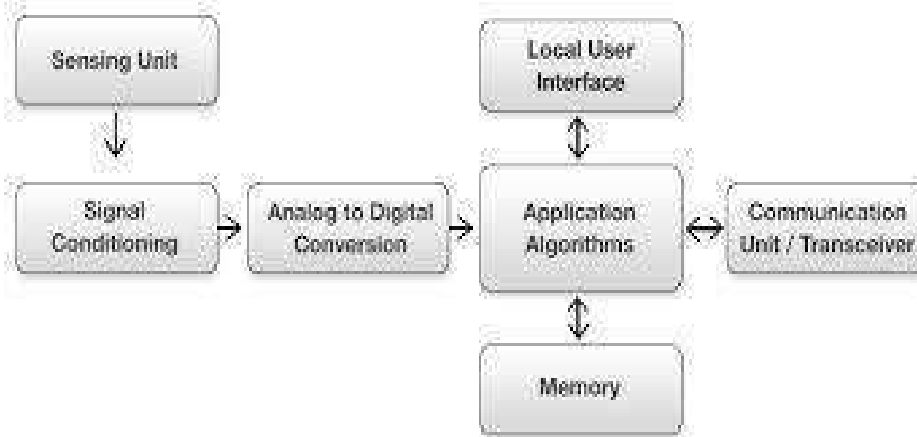 Sensing Unit
Local User
Interface
Signal
Conditioning
Analog to Digital
Conversion
Application
Algorithms
Communication
Unit / Transceiver
Memory